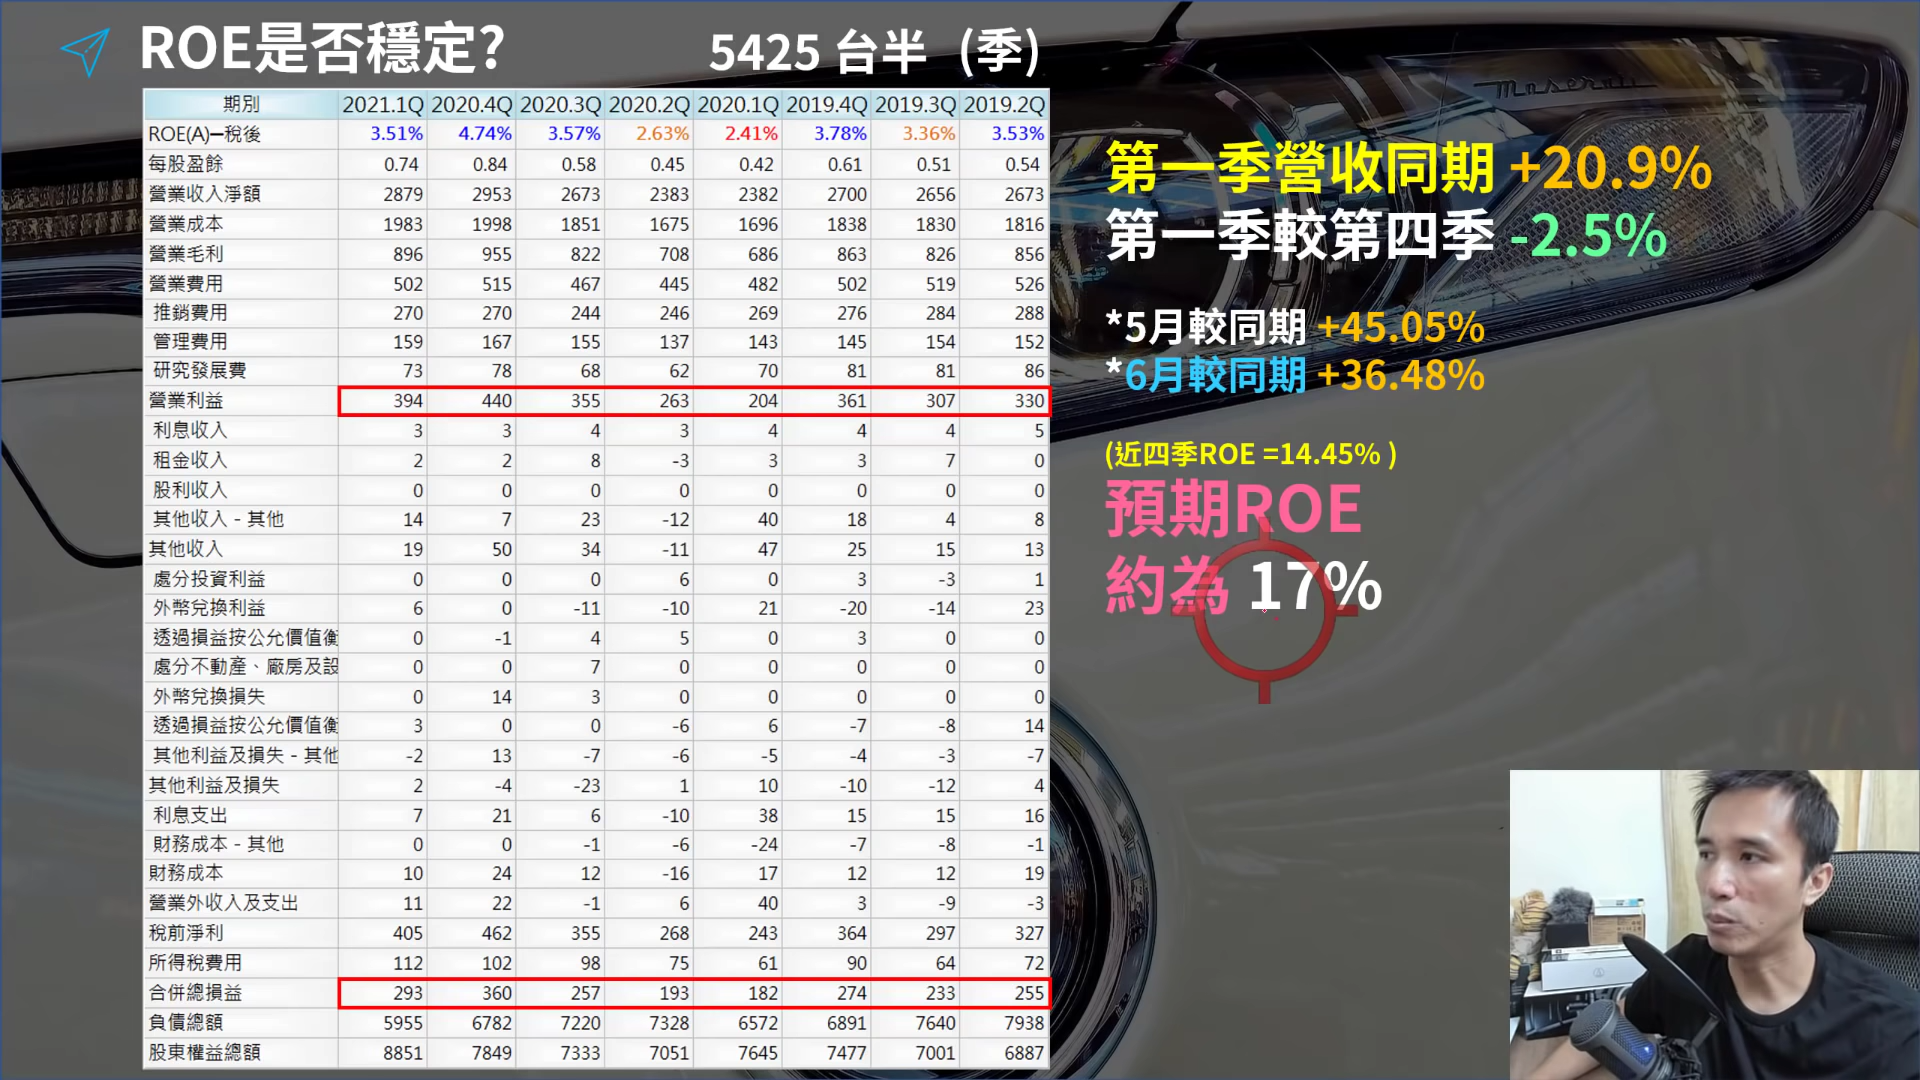 ROE是否穩定?
5425 台半 (季)
期別 2021.1Q 2020.4Q 2020.3Q 2020.2Q 2020.1Q 2019.4Q 2019.3Q 2019.2Q
ROE(A)─稅後 3.51% 4.74% 3.57% 2.63% 2.41% 3.78% 3.36% 3.53%
每股盈餘 0.74 0.84 0.58 0.45 0.42 0.61 0.51 0.54
營業收入淨額 2879 2953 2673 2383 2382 2700 2656 2673
營業成本 1983 1998 1851 1675 1696 1838 1830 1816
營業毛利 896 955 822 708 686 863 826 856
營業費用 502 515 467 445 482 502 519 526
推銷費用 270 270 244 246 269 276 284 288
管理費用 159 167 155 137 143 145 154 152
研究發展費 73 78 68 62 70 81 81 86
營業利益 394 440 355 263 204 361 307 330
利息收入 3 3 4 3 4 4 4 5
租金收入 2 2 8 -3 3 3 7 0
股利收入 0 0 0 0 0 0 0 0
其他收入－其他 14 7 23 -12 40 18 4 8
其他收入 19 50 34 -11 47 25 15 13
處分投資利益 0 0 0 6 0 3 -3 1
外幣兌換利益 6 0 -11 -10 21 -20 -14 23
透過損益按公允價值衡 0 -1 4 5 0 3 0 0
處分不動產、廠房及設 0 0 7 0 0 0 0 0
外幣兌換損失 0 14 3 0 0 0 0 0
透過損益按公允價值衡 3 0 0 -6 6 -7 -8 14
其他利益及損失－其他 -2 13 -7 -6 -5 -4 -3 -7
其他利益及損失 2 -4 -23 1 10 -10 -12 4
利息支出 7 21 6 -10 38 15 15 16
財務成本－其他 0 0 -1 -6 -24 -7 -8 -1
財務成本 10 24 12 -16 17 12 12 19
營業外收入及支出 11 22 -1 6 40 3 -9 -3
稅前淨利 405 462 355 268 243 364 297 327
所得稅費用 112 102 98 75 61 90 64 72
合併總損益 293 360 257 193 182 274 233 255
負債總額 5955 6782 7220 7328 6572 6891 7640 7938
股東權益總額 8851 7849 7333 7051 7645 7477 7001 6887
Maserati
第一季營收同期 +20.9%
第一季較第四季 -2.5%
*5月較同期 +45.05%
*6月較同期 +36.48%
(近四季ROE =14.45% )
預期ROE
約為 17%